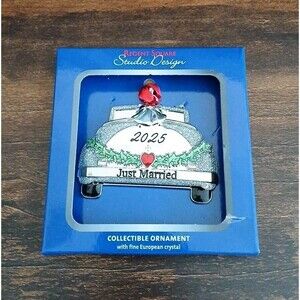 REGENT SQUARE
Studio Design
2025
Just Married
COLLECTIBLE ORNAMENT
with fine European crystal